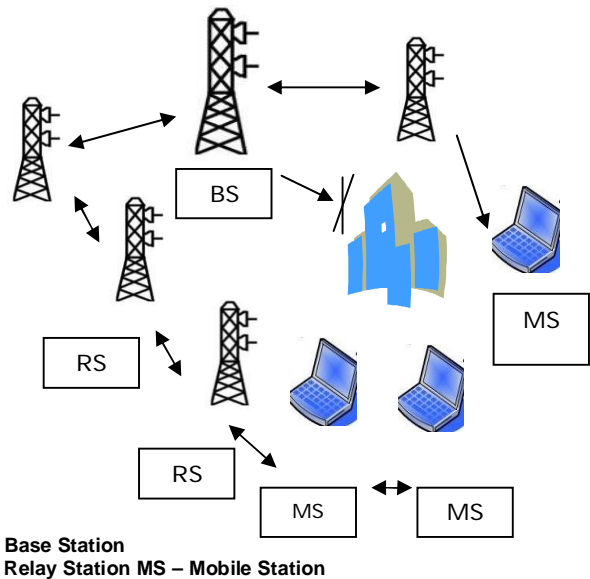 BS
MS
RS
RS
MS
MS
Base Station
Relay Station MS – Mobile Station